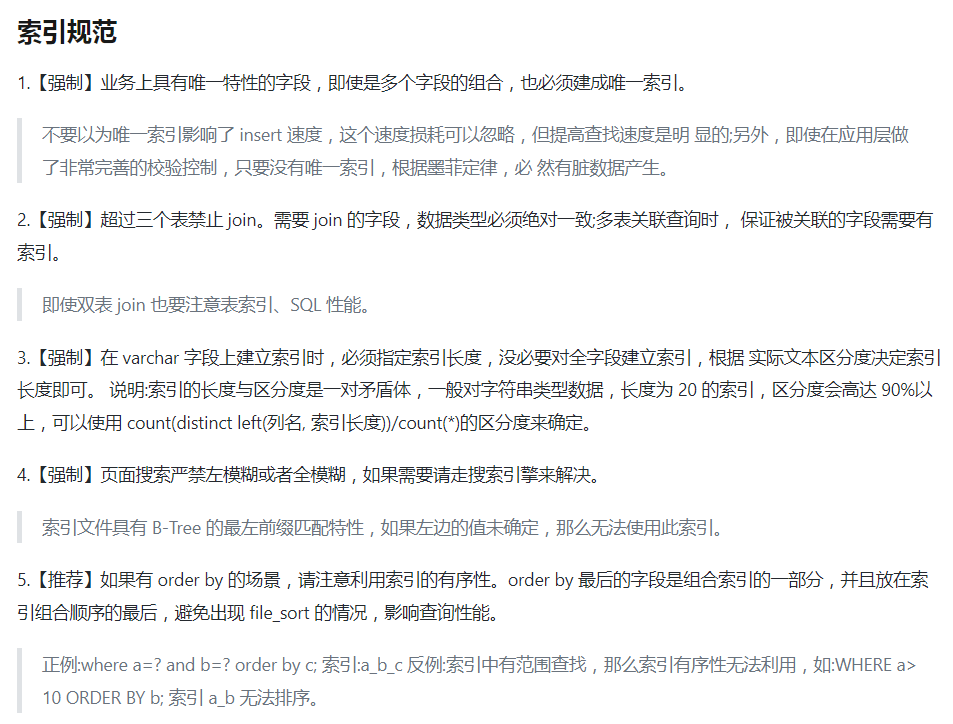 索引规范
1.【强制】业务上具有唯一特性的字段，即使是多个字段的组合，也必须建成唯一索引。
不要以为唯一索引影响了 insert 速度，这个速度损耗可以忽略，但提高查找速度是明 显的;另外，即使在应用层做
了非常完善的校验控制，只要没有唯一索引，根据墨菲定律，必 然有脏数据产生。
2.【强制】超过三个表禁止 join。需要 join 的字段，数据类型必须绝对一致;多表关联查询时， 保证被关联的字段需要有
索引。
即使双表 join 也要注意表索引、SQL 性能。
3.【强制】在 varchar 字段上建立索引时，必须指定索引长度，没必要对全字段建立索引，根据 实际文本区分度决定索引
长度即可。 说明:索引的长度与区分度是一对矛盾体，一般对字符串类型数据，长度为 20 的索引，区分度会高达 90%以
上，可以使用 count(distinct left(列名, 索引长度))/count(*)的区分度来确定。
4.【强制】页面搜索严禁左模糊或者全模糊，如果需要请走搜索引擎来解决。
索引文件具有 B-Tree 的最左前缀匹配特性，如果左边的值未确定，那么无法使用此索引。
5.【推荐】如果有 order by 的场景，请注意利用索引的有序性。order by 最后的字段是组合索引的一部分，并且放在索
引组合顺序的最后，避免出现 file_sort 的情况，影响查询性能。
正例:where a=? and b=? order by c; 索引:a_b_c 反例:索引中有范围查找，那么索引有序性无法利用，如:WHERE a>
10 ORDER BY b; 索引 a_b 无法排序。